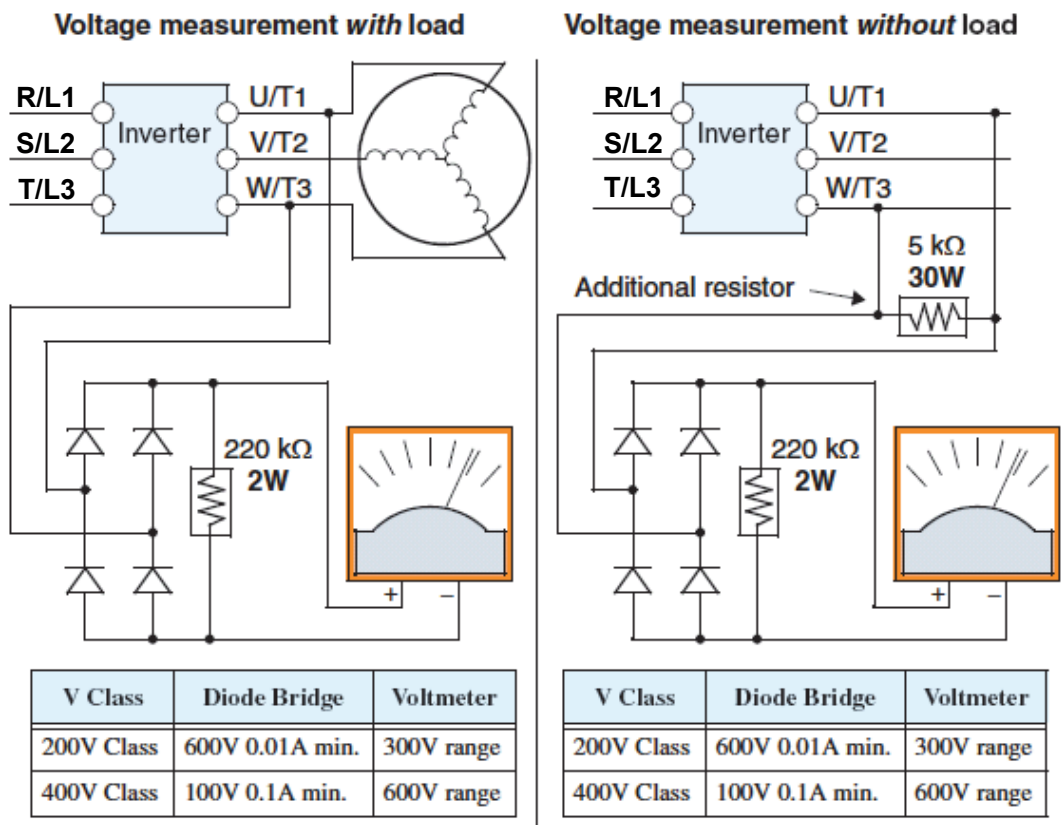 Voltage measurement with load
R/L1
S/L2
T/L3
Inverter
U/T1
V/T2
W/T3
220 kΩ
2W
+ –
V Class Diode Bridge Voltmeter
200V Class 600V 0.01A min. 300V range
400V Class 100V 0.1A min. 600V range
Voltage measurement without load
R/L1
S/L2
T/L3
Inverter
U/T1
V/T2
W/T3
5 kΩ
30W
Additional resistor
220 kΩ
2W
+ –
V Class Diode Bridge Voltmeter
200V Class 600V 0.01A min. 300V range
400V Class 100V 0.1A min. 600V range